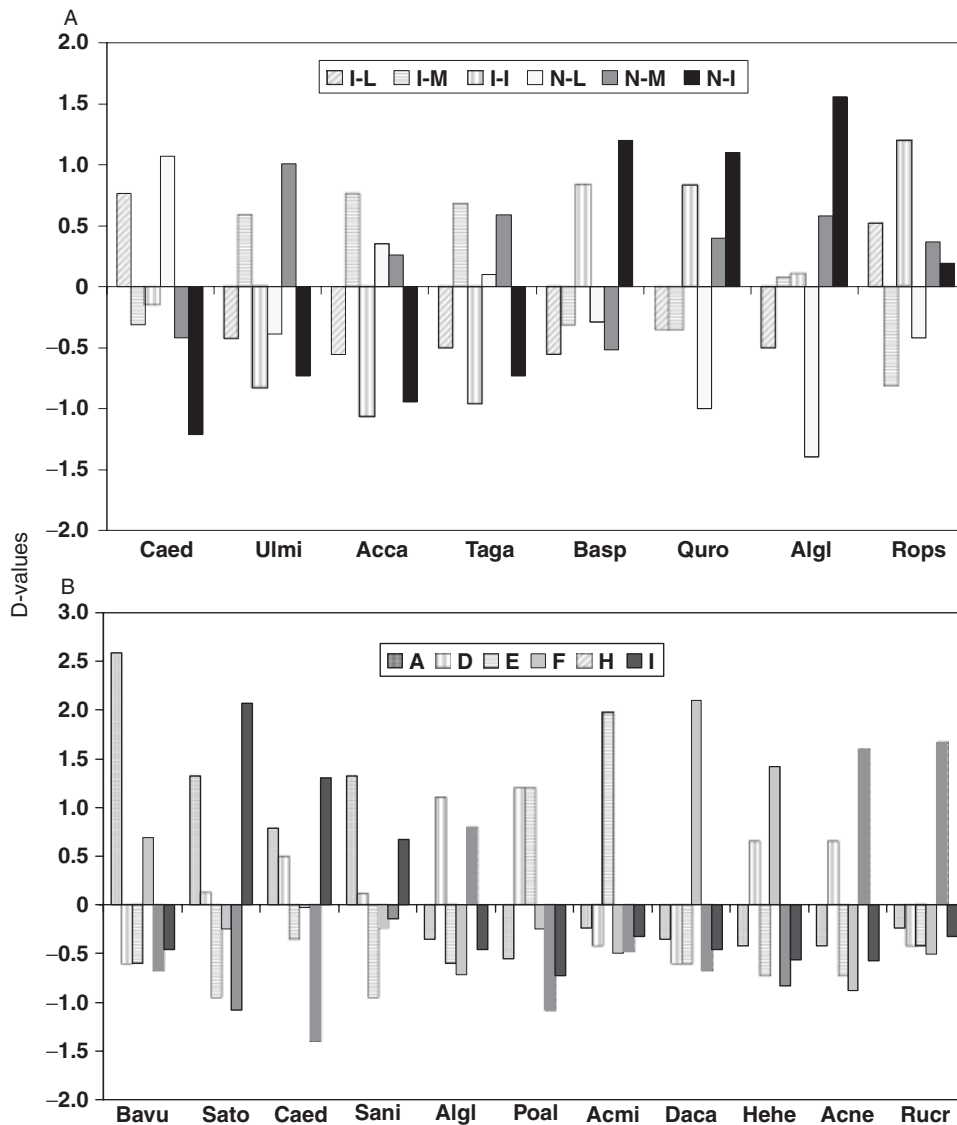 A
2.0
I-L I-M I-I N-L N-M N-I
1.5
1.0
0.5
0
−0.5
−1.0
−1.5
−2.0
Caed Ulmi Acca Taga Basp Quro Algl Rops
D-values
B
3.0
A D E F H I
2.5
2.0
1.5
1.0
0.5
0
−0.5
−1.0
−1.5
−2.0
Bavu Sato Caed Sani Algl Poal Acmi Daca Hehe Acne Rucr